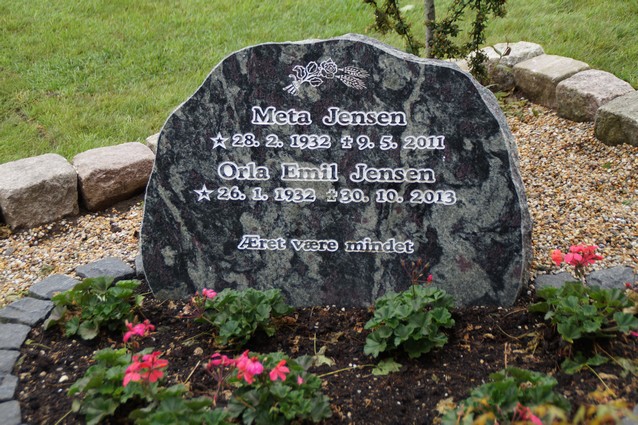 Meta Jensen
☆ 28. 2. 1932 ✝ 9. 5. 2011
Orla Emil Jensen
☆ 26. 1. 1932 ✝ 30. 10. 2013
Æret være mindet